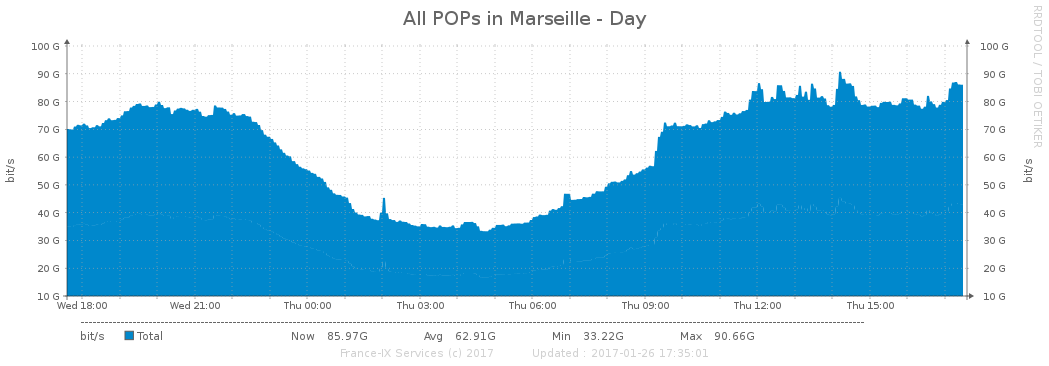 All POPs in Marseille - Day
RRDTOOL / TOBI OETIKER
100 G 100 G
90 G 90 G
80 G 80 G
70 G 70 G
60 G 60 G
50 G 50 G
40 G 40 G
30 G 30 G
20 G 20 G
10 G 10 G
bit/s
bit/s
Wed 18:00 Wed 21:00 Thu 00:00 Thu 03:00 Thu 06:00 Thu 09:00 Thu 12:00 Thu 15:00
bit/s Total Now 85.97G Avg 62.91G Min 33.22G Max 90.66G
France-IX Services (c) 2017 Updated : 2017-01-26 17:35:01